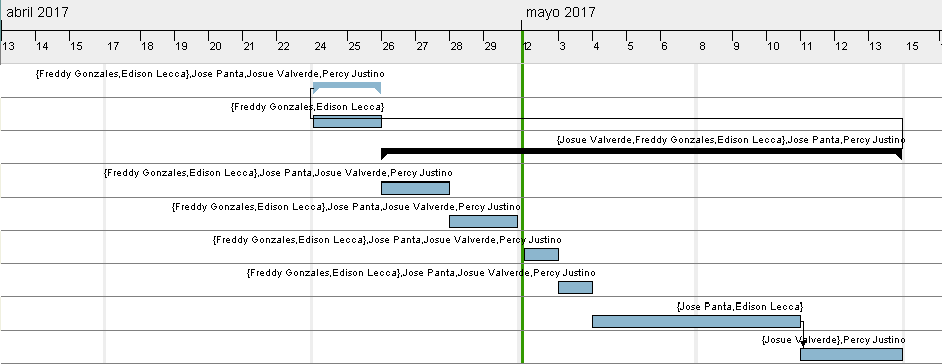 abril 2017 mayo 2017
13 14 15 17 18 19 20 21 22 24 25 26 28 29 2 3 4 5 6 8 9 10 11 12 13 15
{Freddy Gonzales,Edison Lecca},Jose Panta,Josue Valverde,Percy Justino
{Freddy Gonzales,Edison Lecca}
{Josue Valverde,Freddy Gonzales,Edison Lecca},Jose Panta,Percy Justino
{Freddy Gonzales,Edison Lecca},Jose Panta,Josue Valverde,Percy Justino
{Freddy Gonzales,Edison Lecca},Jose Panta,Josue Valverde,Percy Justino
{Freddy Gonzales,Edison Lecca},Jose Panta,Josue Valverde,Percy Justino
{Freddy Gonzales,Edison Lecca},Jose Panta,Josue Valverde,Percy Justino
{Jose Panta,Edison Lecca}
{Josue Valverde},Percy Justino